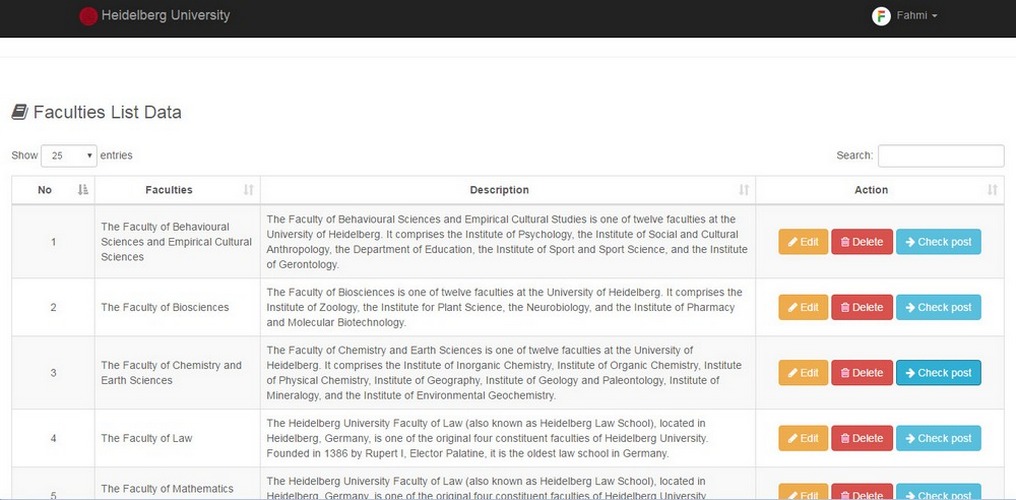 Heidelberg University
Fahmi
Faculties List Data
Show 25 entries
Search:
No Faculties Description Action
1
The Faculty of Behavioural
Sciences and Empirical Cultural
Sciences
The Faculty of Behavioural Sciences and Empirical Cultural Studies is one of twelve faculties at the
University of Heidelberg. It comprises the Institute of Psychology, the Institute of Social and Cultural
Anthropology, the Department of Education, the Institute of Sport and Sport Science, and the Institute
of Gerontology.
Edit Delete Check post
2
The Faculty of Biosciences
The Faculty of Biosciences is one of twelve faculties at the University of Heidelberg. It comprises the
Institute of Zoology, the Institute for Plant Science, the Neurobiology, and the Institute of Pharmacy
and Molecular Biotechnology.
Edit Delete Check post
3
The Faculty of Chemistry and
Earth Sciences
The Faculty of Chemistry and Earth Sciences is one of twelve faculties at the University of
Heidelberg. It comprises the Institute of Inorganic Chemistry, Institute of Organic Chemistry, Institute
of Physical Chemistry, Institute of Geography, Institute of Geology and Paleontology, Institute of
Mineralogy, and the Institute of Environmental Geochemistry.
Edit Delete Check post
4
The Faculty of Law
The Heidelberg University Faculty of Law (also known as Heidelberg Law School), located in
Heidelberg, Germany, is one of the original four constituent faculties of Heidelberg University.
Founded in 1386 by Rupert I, Elector Palatine, it is the oldest law school in Germany.
Edit Delete Check post
5
The Faculty of Mathematics
The Heidelberg University Faculty of Law (also known as Heidelberg Law School), located in
Heidelberg, Germany, is one of the original four constituent faculties of Heidelberg University.
Edit Delete Check post